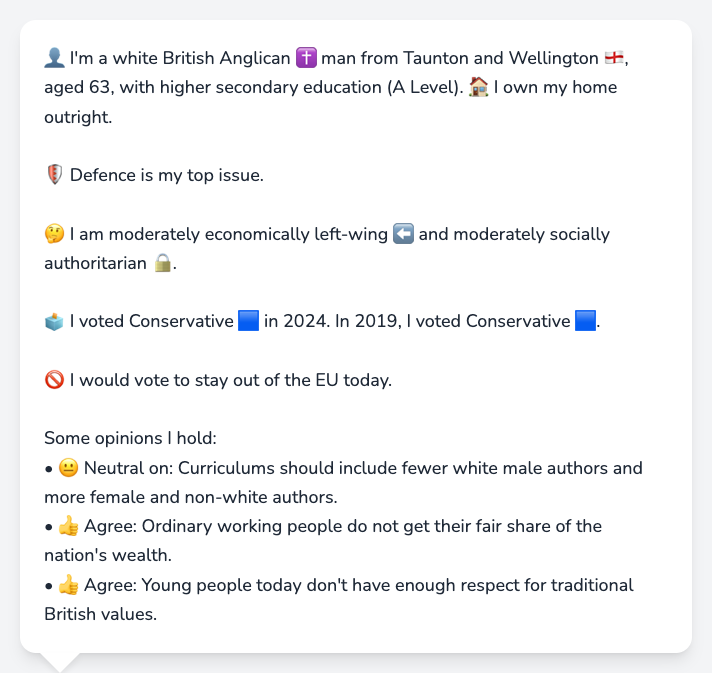 👤 I'm a white British Anglican ✝️ man from Taunton and Wellington 🏴󠁧󠁢󠁥󠁮󠁧󠁿,
aged 63, with higher secondary education (A Level). 🏠 I own my home
outright.
🛡️ Defence is my top issue.
🤔 I am moderately economically left-wing ⬅️ and moderately socially
authoritarian 🔒.
🗳️ I voted Conservative 🟦 in 2024. In 2019, I voted Conservative 🟦.
🚫 I would vote to stay out of the EU today.
Some opinions I hold:
• 😐 Neutral on: Curriculums should include fewer white male authors and
more female and non-white authors.
• 👍 Agree: Ordinary working people do not get their fair share of the
nation's wealth.
• 👍 Agree: Young people today don't have enough respect for traditional
British values.